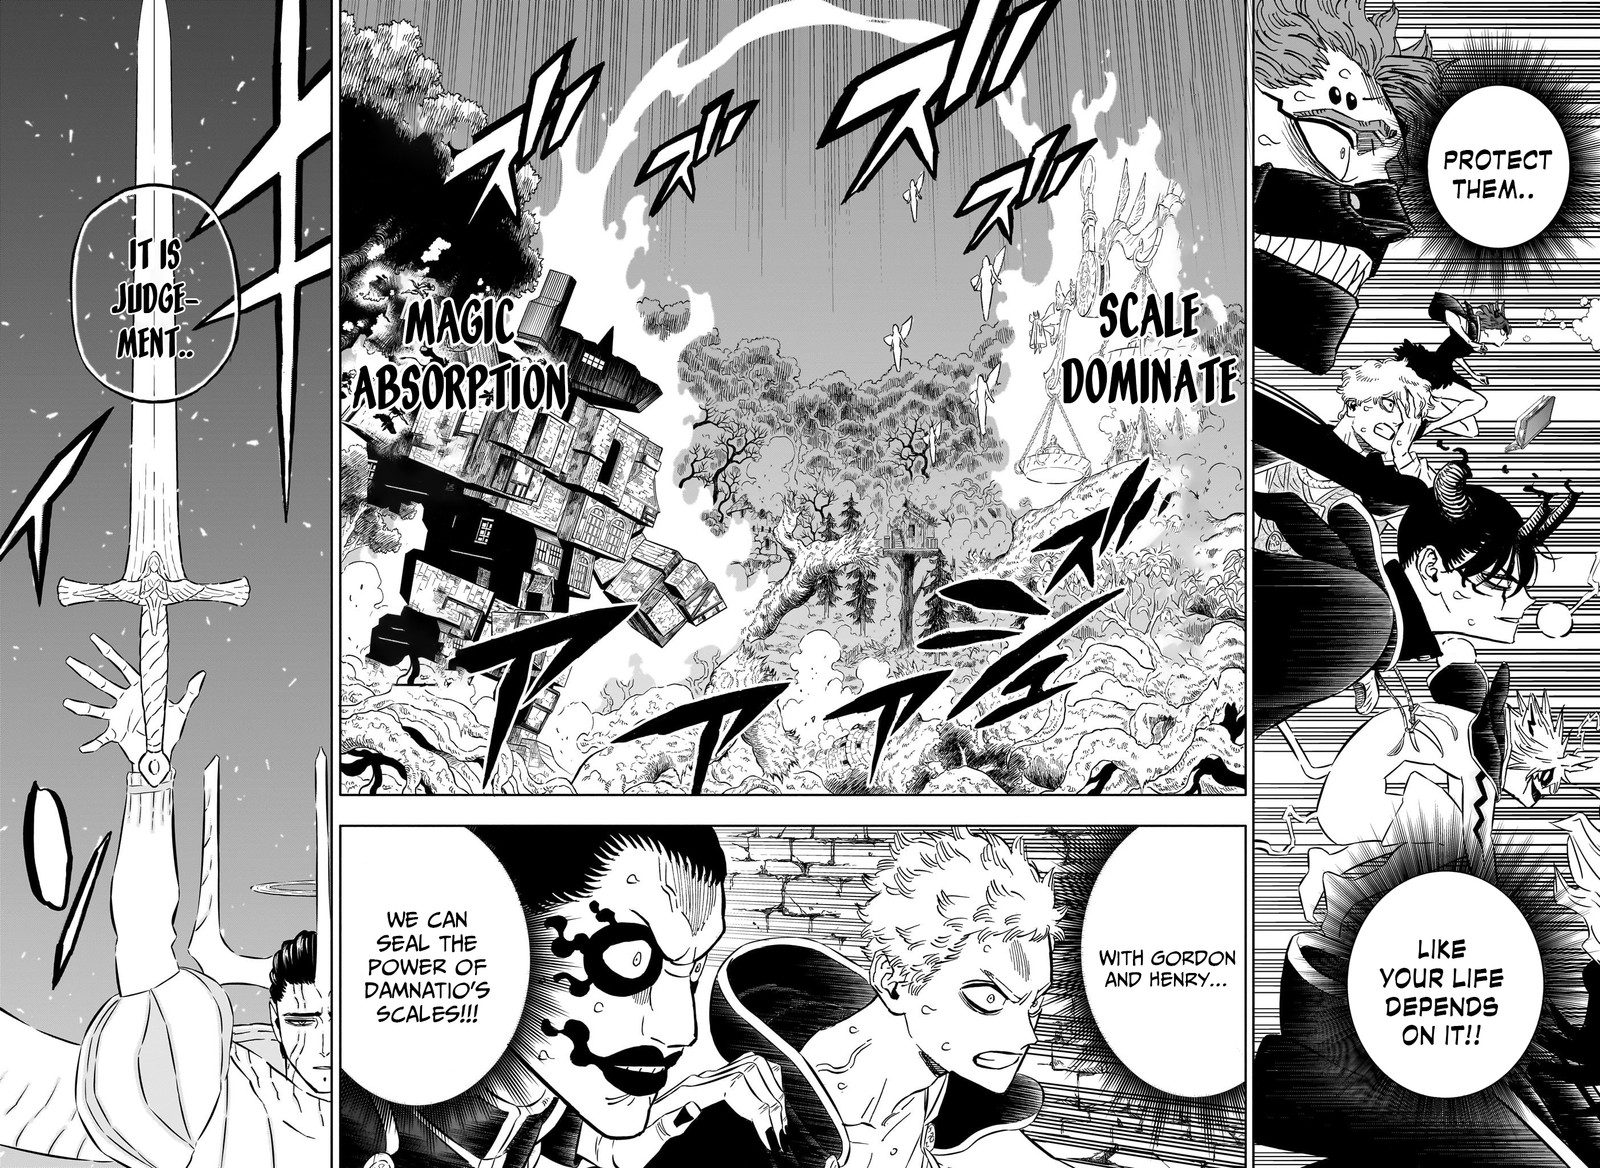 PROTECT
THEM..
LIKE
YOUR LIFE
DEPENDS
ON IT!!
ズ
ズ
ズ
ズ
SCALE
DOMINATE
MAGIC
ABSORPTION
ズ
ア
ア
ア
WITH GORDON
AND HENRY...
WE CAN
SEAL THE
POWER OF
DAMNATIO'S
SCALES!!!
IT IS
JUDGE-
MENT..